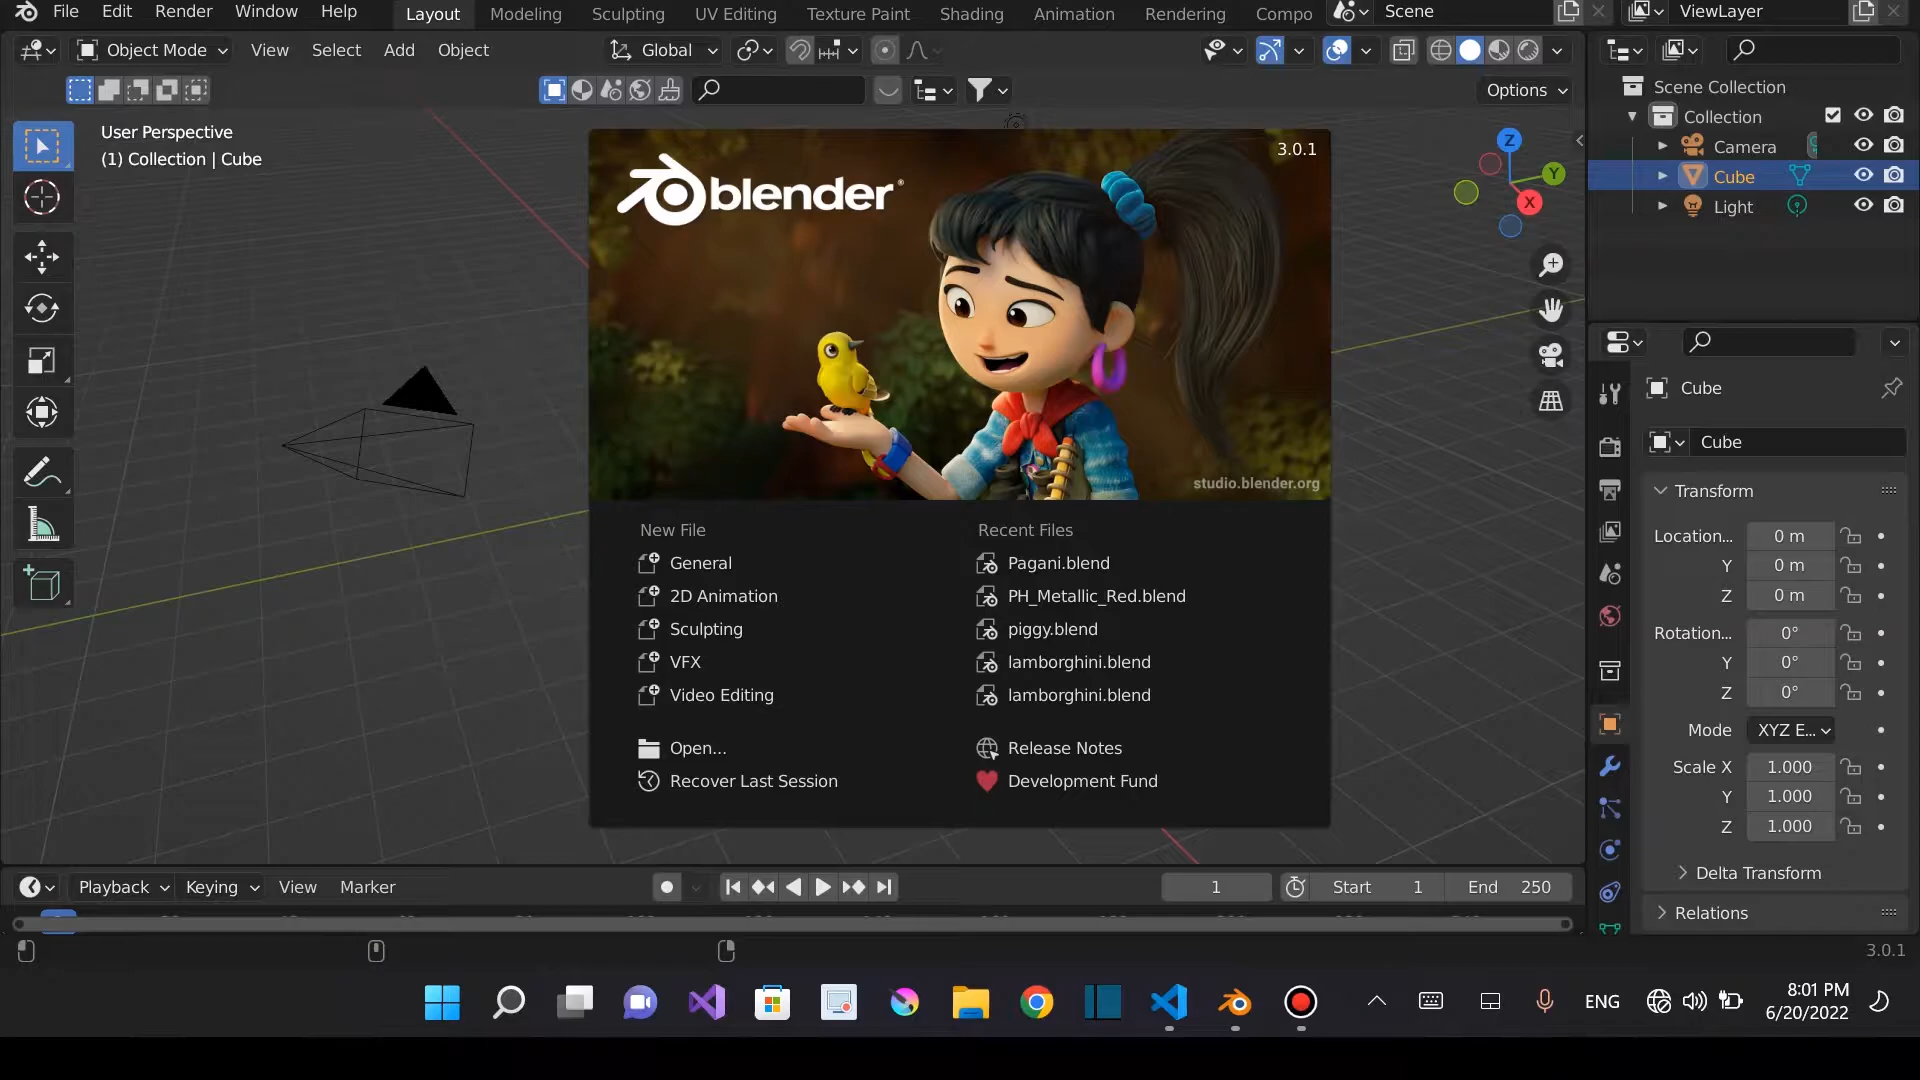 File Edit Render Window Help Layout Modeling Sculpting UV Editing Texture Paint Shading Animation Rendering Compo Scene ViewLayer
Object Mode View Select Add Object Global
Options
User Perspective
(1) Collection | Cube
blender
3.0.1
studio.blender.org
New File
General
2D Animation
Sculpting
VFX
Video Editing
Open...
Recover Last Session
Recent Files
Pagani.blend
PH_Metallic_Red.blend
piggy.blend
lamborghini.blend
lamborghini.blend
Release Notes
Development Fund
Z
Y
X
Scene Collection
Collection
Camera
Cube
Light
Cube
Cube
Transform
Location... 0 m
Y 0 m
Z 0 m
Rotation... 0°
Y 0°
Z 0°
Mode XYZ E...
Scale X 1.000
Y 1.000
Z 1.000
Delta Transform
Relations
Playback Keying View Marker 1 Start 1 End 250
3.0.1
ENG
8:01 PM
6/20/2022